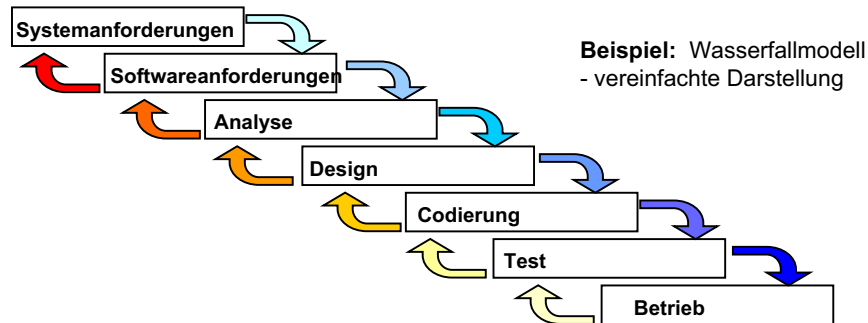 Systemanforderungen
Softwareanforderungen
Beispiel: Wasserfallmodell
- vereinfachte Darstellung
Analyse
Design
Codierung
Test
Betrieb